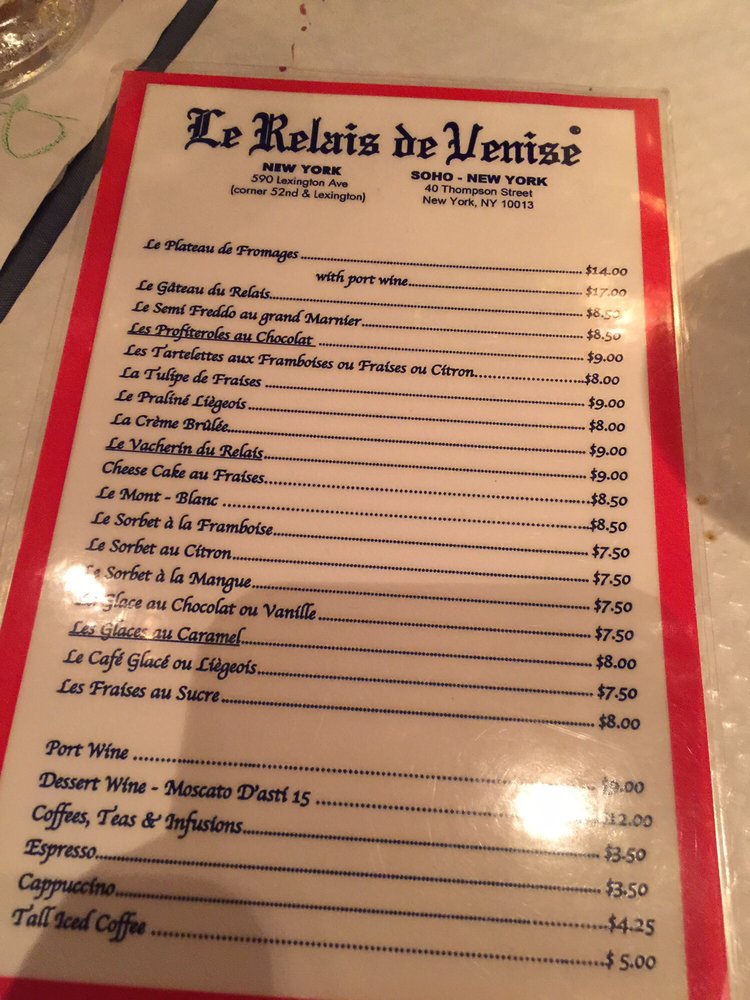 Le Relais de Venise
NEW YORK
590 Lexington Ave
(corner 52nd & Lexington)
SOHO - NEW YORK
40 Thompson Street
New York, NY 10013
Le Plateau de Fromages $14.00
with port wine $17.00
Le Gâteau du Relais $8.50
Le Semi Freddo au grand Marnier $8.50
Les Profiteroles au Chocolat $9.00
Les Tartelettes aux Framboises ou Fraises ou Citron $8.00
La Tulipe de Fraises $9.00
Le Praliné Liègeois $8.00
La Crème Brûlée $9.00
Le Vacherin du Relais $9.00
Cheese Cake au Fraises $8.50
Le Mont - Blanc $8.50
Le Sorbet à la Framboise $7.50
Le Sorbet au Citron $7.50
Le Sorbet à la Mangue $7.50
Glace au Chocolat ou Vanille $7.50
Les Glaces au Caramel $8.00
Le Café Glacé ou Liègeois $7.50
Les Fraises au Sucre $8.00
Port Wine $9.00
Dessert Wine - Moscato D'asti 15 $12.00
Coffees, Teas & Infusions $3.50
Espresso $3.50
Cappuccino $4.25
Tall Iced Coffee $ 5.00